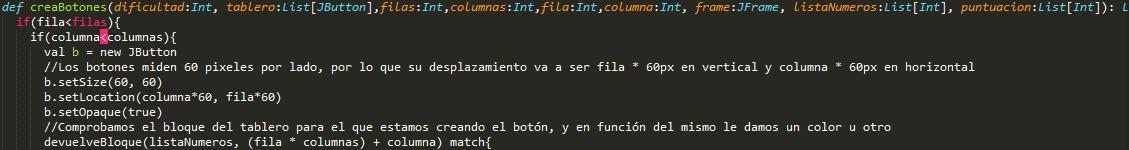 def creaBotones(dificultad:Int, tablero:List[JButton],filas:Int,columnas:Int,fila:Int,columna:Int, frame:JFrame, listaNumeros:List[Int], puntuacion:List[Int]): L
if(fila<filas){
if(columna<columnas){
val b = new JButton
//Los botones miden 60 pixeles por lado, por lo que su desplazamiento va a ser fila * 60px en vertical y columna * 60px en horizontal
b.setSize(60, 60)
b.setLocation(columna*60, fila*60)
b.setOpaque(true)
//Comprobamos el bloque del tablero para el que estamos creando el botón, y en función del mismo le damos un color u otro
devuelveBloque(listaNumeros, (fila * columnas) + columna) match{